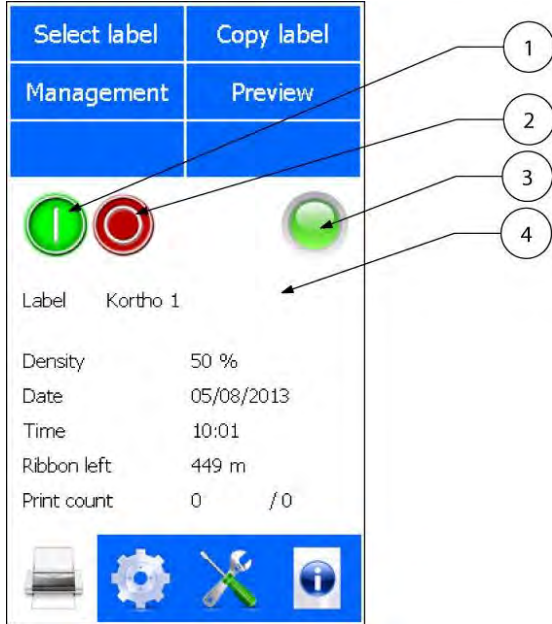 Select label Copy label
Management Preview
1
2
3
4
Label Kortho 1
Density 50 %
Date 05/08/2013
Time 10:01
Ribbon left 449 m
Print count 0 / 0